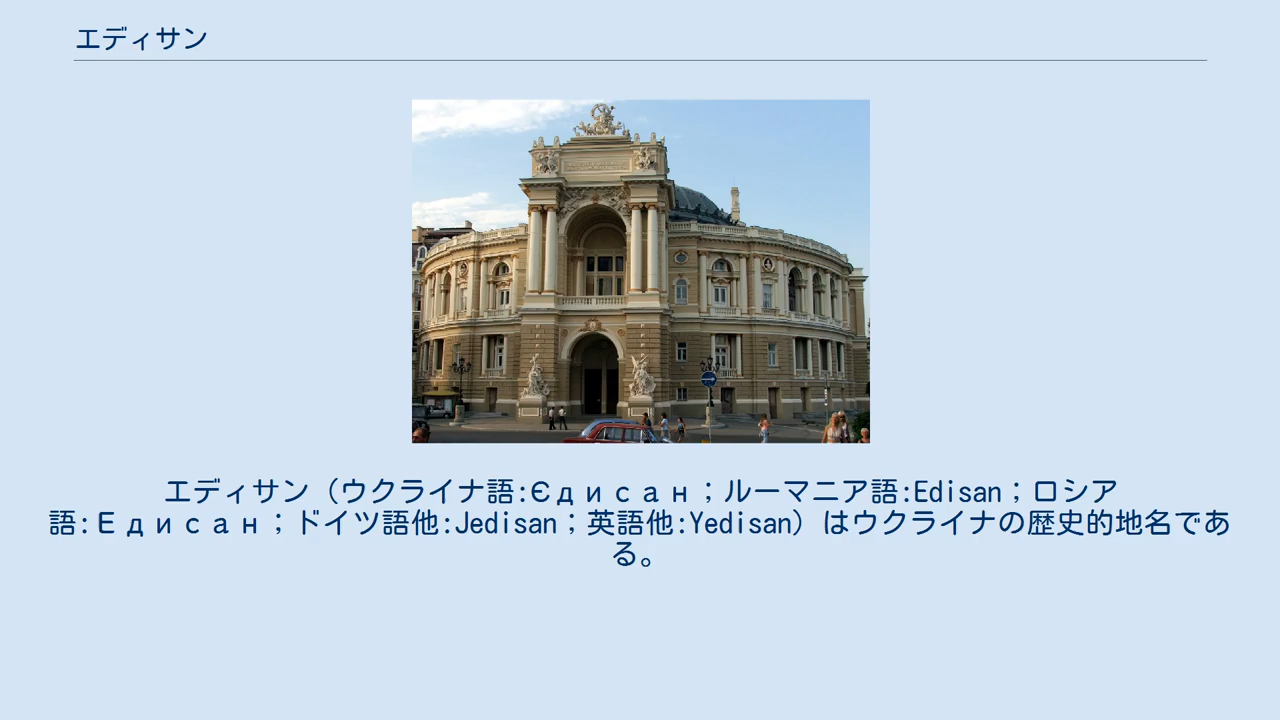 エディサン
エディサン（ウクライナ語:Єдисан；ルーマニア語:Edisan；ロシア
語:Едисан；ドイツ語他:Jedisan；英語他:Yedisan）はウクライナの歴史的地名であ
る。